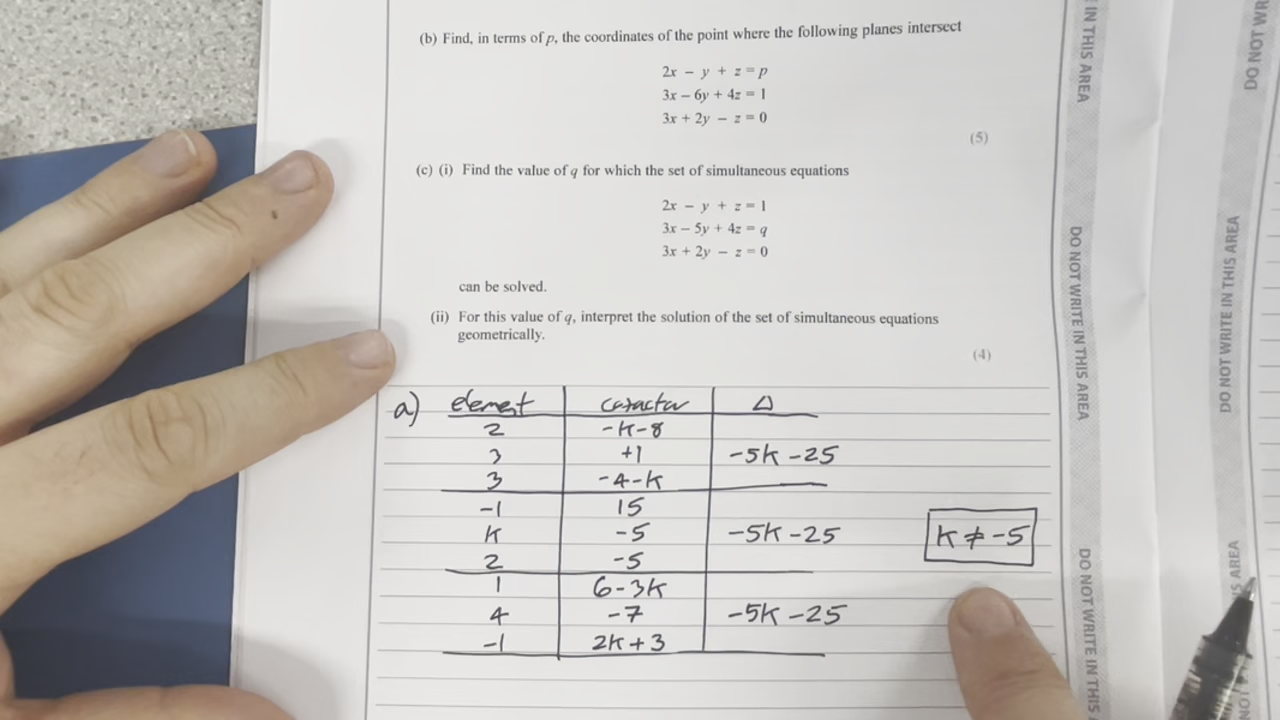 (b) Find, in terms of p, the coordinates of the point where the following planes intersect
2x − y + z = p
3x − 6y + 4z = 1
3x + 2y − z = 0
(5)
(c) (i) Find the value of q for which the set of simultaneous equations
2x − y + z = 1
3x − 5y + 4z = q
3x + 2y − z = 0
can be solved.
(ii) For this value of q, interpret the solution of the set of simultaneous equations
geometrically.
(4)
a) element cofactor Δ
2 -K-8
3 +1 -5K-25
3 -4-K
-1 15
K -5 -5K-25
2 -5
K ≠ -5
1 6-3K
4 -7 -5K-25
-1 2K+3
IN THIS AREA
DO NOT WRITE IN THIS AREA
DO NOT WRITE IN THIS
DO NOT WR
DO NOT WRITE IN THIS AREA
S AREA